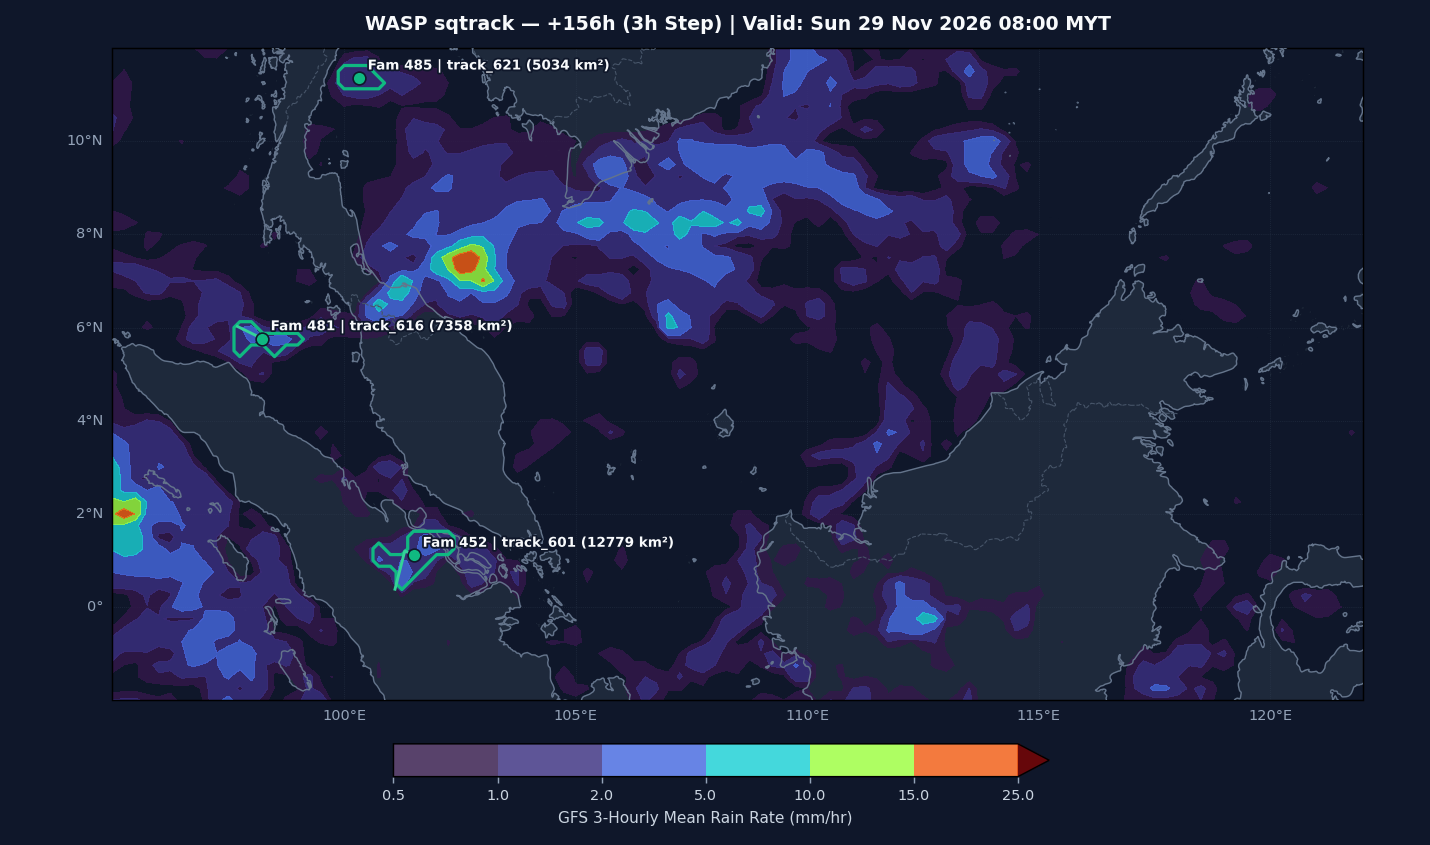 WASP sqtrack — +156h (3h Step) | Valid: Sun 29 Nov 2026 08:00 MYT
Fam 485 | track_621 (5034 km²)
10°N
8°N
6°N
Fam 481 | track_616 (7358 km²)
4°N
2°N
Fam 452 | track_601 (12779 km²)
0°
100°E 105°E 110°E 115°E 120°E
0.5 1.0 2.0 5.0 10.0 15.0 25.0
GFS 3-Hourly Mean Rain Rate (mm/hr)